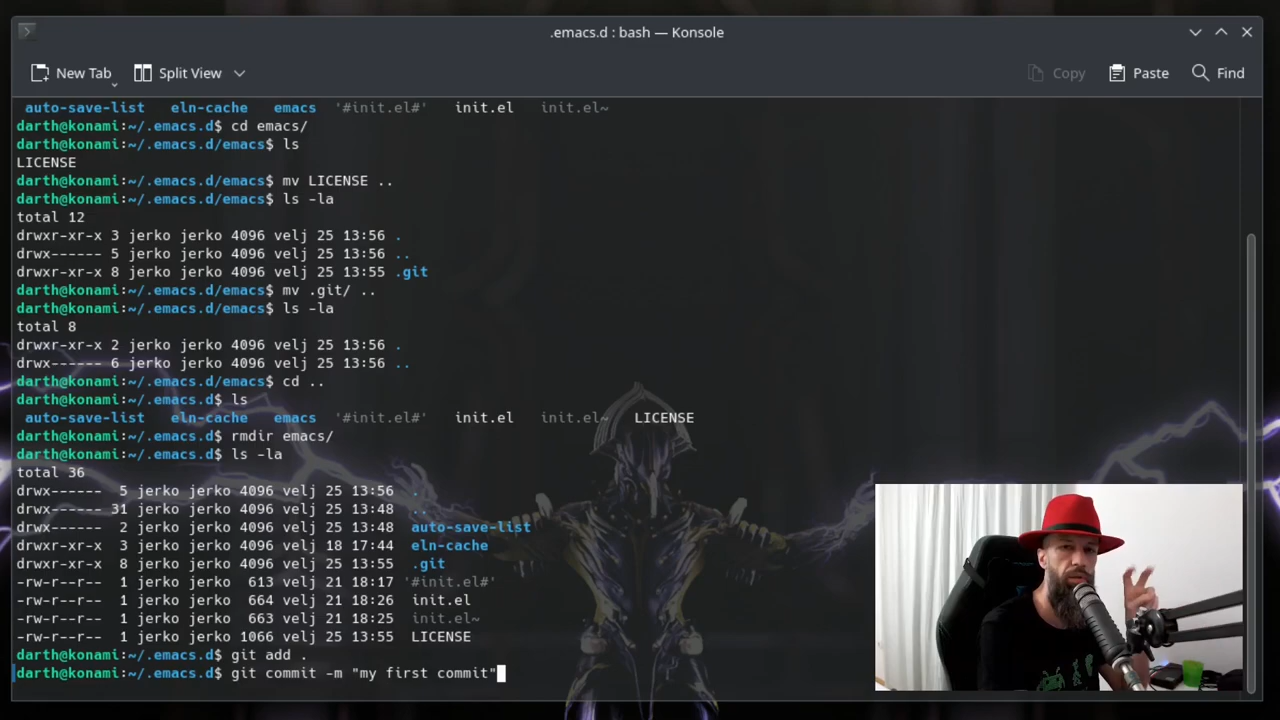 .emacs.d : bash — Konsole
New Tab Split View Copy Paste Find
auto-save-list eln-cache emacs '#init.el#' init.el init.el~
darth@konami:~/.emacs.d$ cd emacs/
darth@konami:~/.emacs.d/emacs$ ls
LICENSE
darth@konami:~/.emacs.d/emacs$ mv LICENSE ..
darth@konami:~/.emacs.d/emacs$ ls -la
total 12
drwxr-xr-x 3 jerko jerko 4096 velj 25 13:56 .
drwx------ 5 jerko jerko 4096 velj 25 13:56 ..
drwxr-xr-x 8 jerko jerko 4096 velj 25 13:55 .git
darth@konami:~/.emacs.d/emacs$ mv .git/ ..
darth@konami:~/.emacs.d/emacs$ ls -la
total 8
drwxr-xr-x 2 jerko jerko 4096 velj 25 13:56 .
drwx------ 6 jerko jerko 4096 velj 25 13:56 ..
darth@konami:~/.emacs.d/emacs$ cd ..
darth@konami:~/.emacs.d$ ls
auto-save-list eln-cache emacs '#init.el#' init.el init.el~ LICENSE
darth@konami:~/.emacs.d$ rmdir emacs/
darth@konami:~/.emacs.d$ ls -la
total 36
drwx------ 5 jerko jerko 4096 velj 25 13:56 .
drwx------ 31 jerko jerko 4096 velj 25 13:48 ..
drwx------ 2 jerko jerko 4096 velj 25 13:48 auto-save-list
drwxr-xr-x 3 jerko jerko 4096 velj 18 17:44 eln-cache
drwxr-xr-x 8 jerko jerko 4096 velj 25 13:55 .git
-rw-r--r-- 1 jerko jerko 613 velj 21 18:17 '#init.el#'
-rw-r--r-- 1 jerko jerko 664 velj 21 18:26 init.el
-rw-r--r-- 1 jerko jerko 663 velj 21 18:25 init.el~
-rw-r--r-- 1 jerko jerko 1066 velj 25 13:55 LICENSE
darth@konami:~/.emacs.d$ git add .
darth@konami:~/.emacs.d$ git commit -m "my first commit"